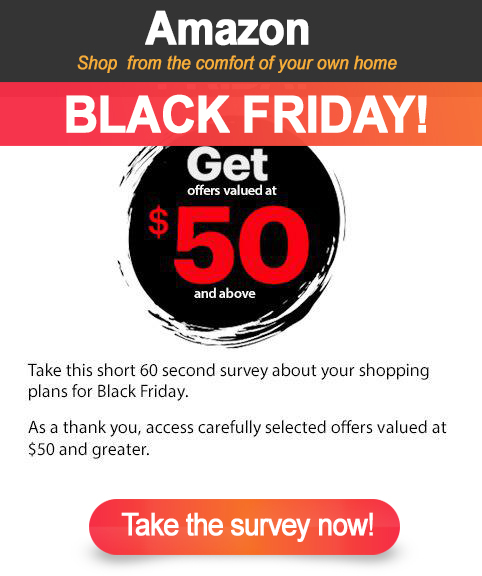 Amazon
Shop from the comfort of your own home
BLACK FRIDAY!
Get
offers valued at
$50
and above
Take this short 60 second survey about your shopping
plans for Black Friday.
As a thank you, access carefully selected offers valued at
$50 and greater.
Take the survey now!